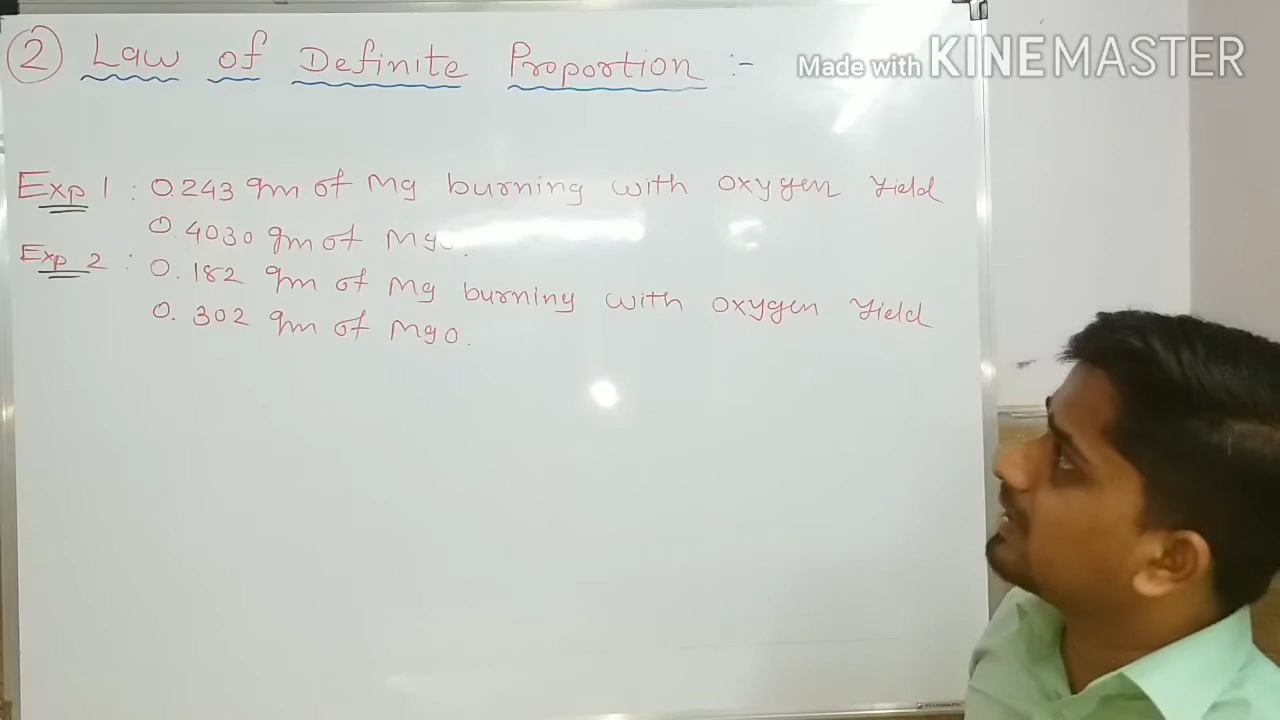 ② Law of Definite Proportion :-
Made with KINEMASTER
Exp 1 : 0.243 gm of Mg burning with oxygen yield
0.4030 gm of MgO.
Exp 2 : 0.182 gm of Mg burning with oxygen yield
0.302 gm of MgO.